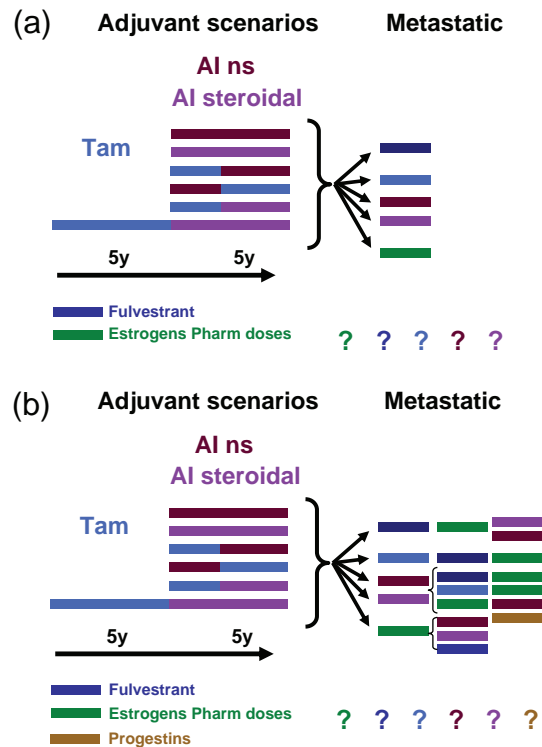 (a)
Adjuvant scenarios Metastatic
AI ns
AI steroidal
Tam
5y 5y
Fulvestrant
Estrogens Pharm doses
? ? ? ? ?
(b)
Adjuvant scenarios Metastatic
AI ns
AI steroidal
Tam
5y 5y
Fulvestrant
Estrogens Pharm doses
Progestins
? ? ? ? ? ?